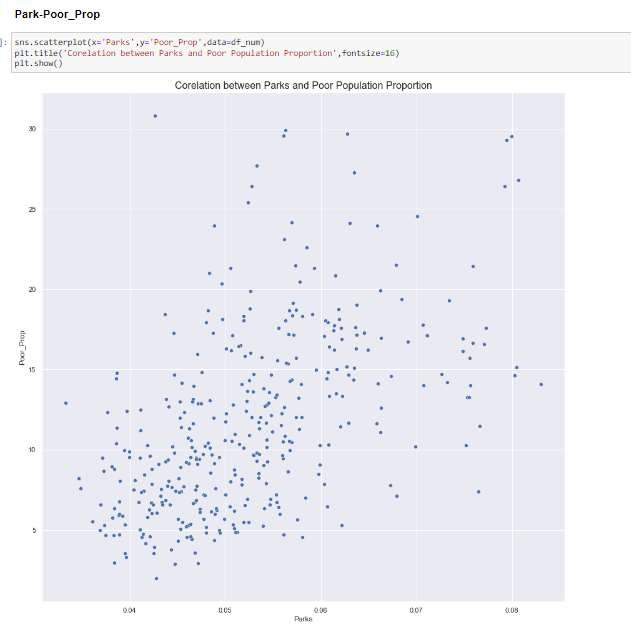 Park-Poor_Prop
]: sns.scatterplot(x='Parks',y='Poor_Prop',data=df_num)
plt.title('Corelation between Parks and Poor Population Proportion',fontsize=16)
plt.show()
Corelation between Parks and Poor Population Proportion
30
25
20
15
10
5
Poor_Prop
0.04 0.05 0.06 0.07 0.08
Parks